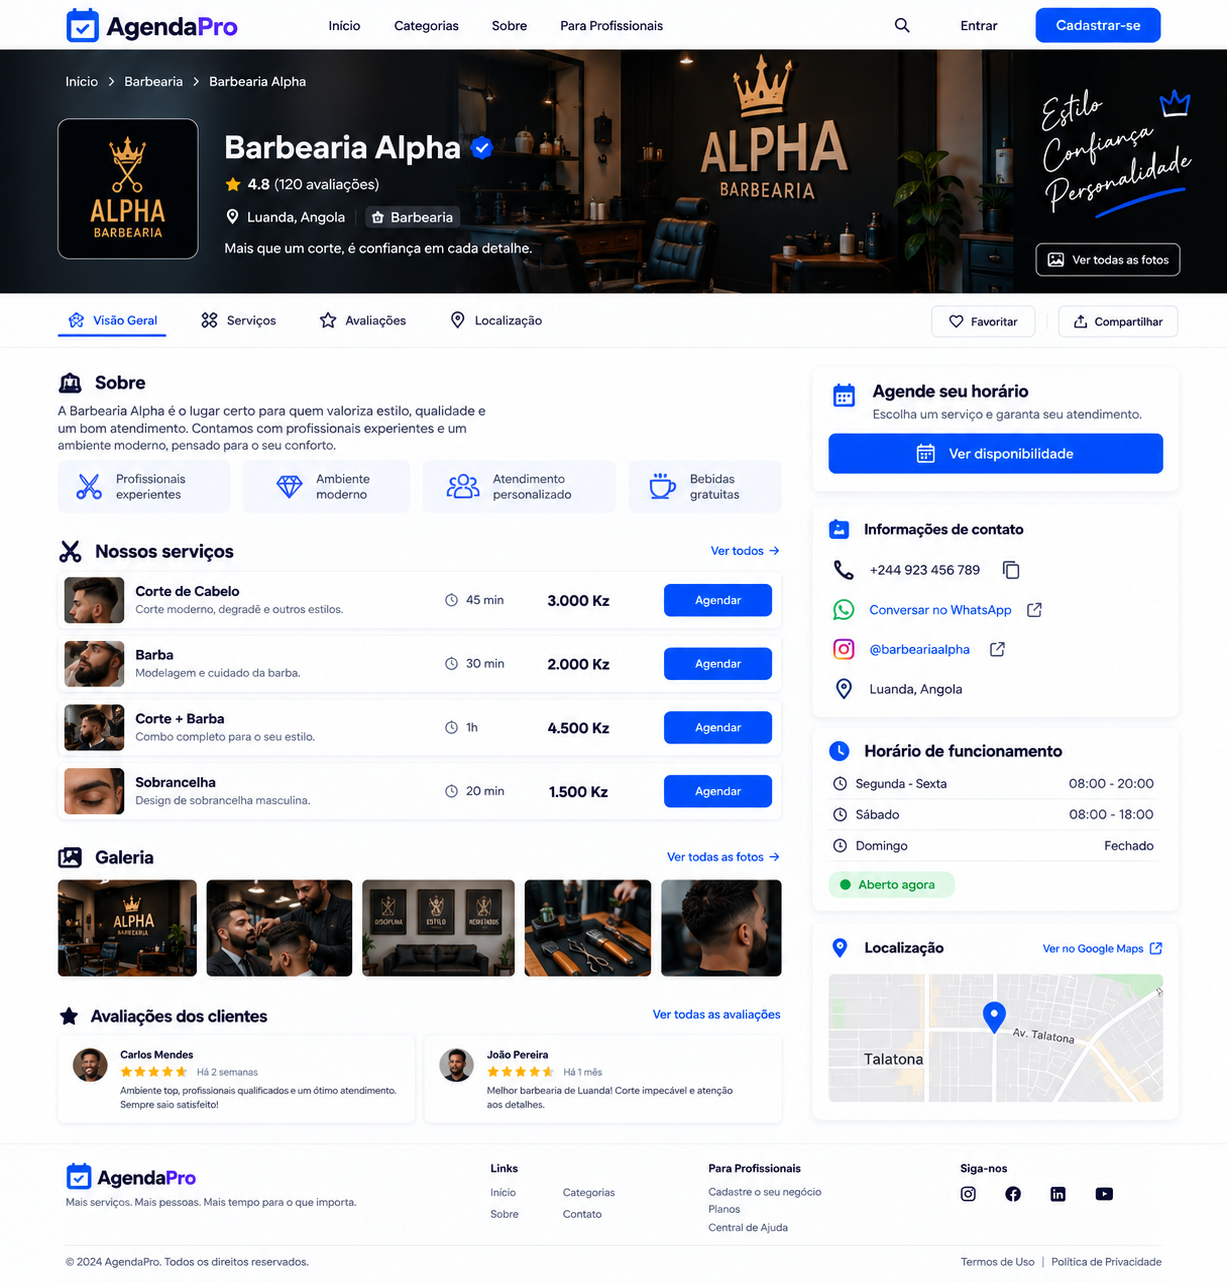 AgendaPro
Início
Categorias
Sobre
Para Profissionais
Entrar
Cadastrar-se
Início > Barbearia > Barbearia Alpha
ALPHA
BARBEARIA
Barbearia Alpha
4.8 (120 avaliações)
Luanda, Angola
Barbearia
Mais que um corte, é confiança em cada detalhe.
ALPHA
BARBEARIA
Estilo
Confiança
Personalidade
Ver todas as fotos
Visão Geral
Serviços
Avaliações
Localização
Favoritar
Compartilhar
Sobre
A Barbearia Alpha é o lugar certo para quem valoriza estilo, qualidade e
um bom atendimento. Contamos com profissionais experientes e um
ambiente moderno, pensado para o seu conforto.
Profissionais
experientes
Ambiente
moderno
Atendimento
personalizado
Bebidas
gratuitas
Nossos serviços
Ver todos →
Corte de Cabelo
Corte moderno, degradê e outros estilos.
45 min
3.000 Kz
Agendar
Barba
Modelagem e cuidado da barba.
30 min
2.000 Kz
Agendar
Corte + Barba
Combo completo para o seu estilo.
1h
4.500 Kz
Agendar
Sobrancelha
Design de sobrancelha masculina.
20 min
1.500 Kz
Agendar
Galeria
Ver todas as fotos →
ALPHA
BARBEARIA
DISCIPLINA
ESTILO
Avaliações dos clientes
Ver todas as avaliações
Carlos Mendes
Há 2 semanas
Ambiente top, profissionais qualificados e um ótimo atendimento.
Sempre saio satisfeito!
João Pereira
Há 1 mês
Melhor barbearia de Luanda! Corte impecável e atenção
aos detalhes.
Agende seu horário
Escolha um serviço e garanta seu atendimento.
Ver disponibilidade
Informações de contato
+244 923 456 789
Conversar no WhatsApp
@barbeariaalpha
Luanda, Angola
Horário de funcionamento
Segunda - Sexta
08:00 - 20:00
Sábado
08:00 - 18:00
Domingo
Fechado
Aberto agora
Localização
Ver no Google Maps
Av. Talatona
Talatona
AgendaPro
Mais serviços. Mais pessoas. Mais tempo para o que importa.
Links
Início
Categorias
Sobre
Contato
Para Profissionais
Cadastre o seu negócio
Planos
Central de Ajuda
Siga-nos
© 2024 AgendaPro. Todos os direitos reservados.
Termos de Uso | Política de Privacidade